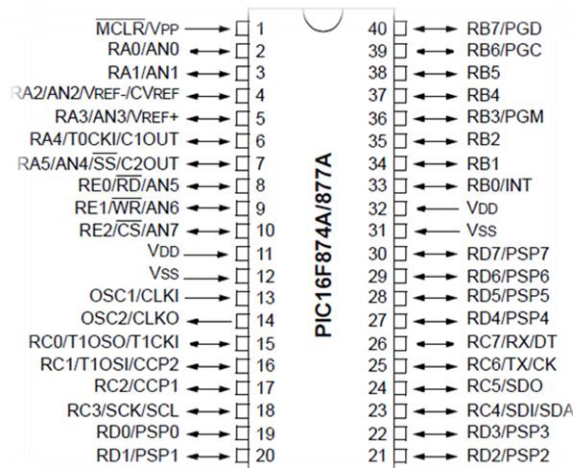 MCLR/VPP 1 40 RB7/PGD
RA0/AN0 2 39 RB6/PGC
RA1/AN1 3 38 RB5
RA2/AN2/VREF-/CVREF 4 37 RB4
RA3/AN3/VREF+ 5 36 RB3/PGM
RA4/T0CKI/C1OUT 6 35 RB2
RA5/AN4/SS/C2OUT 7 34 RB1
RE0/RD/AN5 8 33 RB0/INT
RE1/WR/AN6 9 32 VDD
RE2/CS/AN7 10 31 VSS
VDD 11 30 RD7/PSP7
VSS 12 29 RD6/PSP6
OSC1/CLKI 13 28 RD5/PSP5
OSC2/CLKO 14 27 RD4/PSP4
RC0/T1OSO/T1CKI 15 26 RC7/RX/DT
RC1/T1OSI/CCP2 16 25 RC6/TX/CK
RC2/CCP1 17 24 RC5/SDO
RC3/SCK/SCL 18 23 RC4/SDI/SDA
RD0/PSP0 19 22 RD3/PSP3
RD1/PSP1 20 21 RD2/PSP2
PIC16F874A/877A